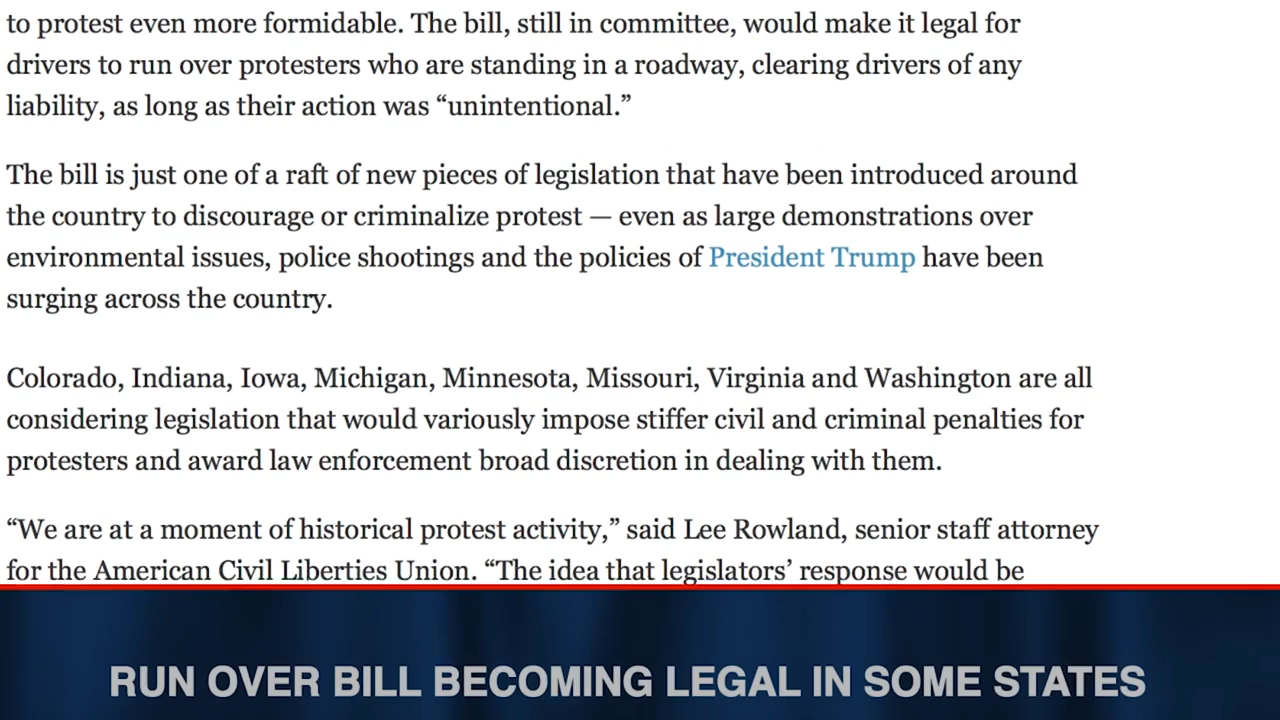 to protest even more formidable. The bill, still in committee, would make it legal for
drivers to run over protesters who are standing in a roadway, clearing drivers of any
liability, as long as their action was “unintentional.”
The bill is just one of a raft of new pieces of legislation that have been introduced around
the country to discourage or criminalize protest — even as large demonstrations over
environmental issues, police shootings and the policies of President Trump have been
surging across the country.
Colorado, Indiana, Iowa, Michigan, Minnesota, Missouri, Virginia and Washington are all
considering legislation that would variously impose stiffer civil and criminal penalties for
protesters and award law enforcement broad discretion in dealing with them.
“We are at a moment of historical protest activity,” said Lee Rowland, senior staff attorney
for the American Civil Liberties Union. “The idea that legislators’ response would be
RUN OVER BILL BECOMING LEGAL IN SOME STATES